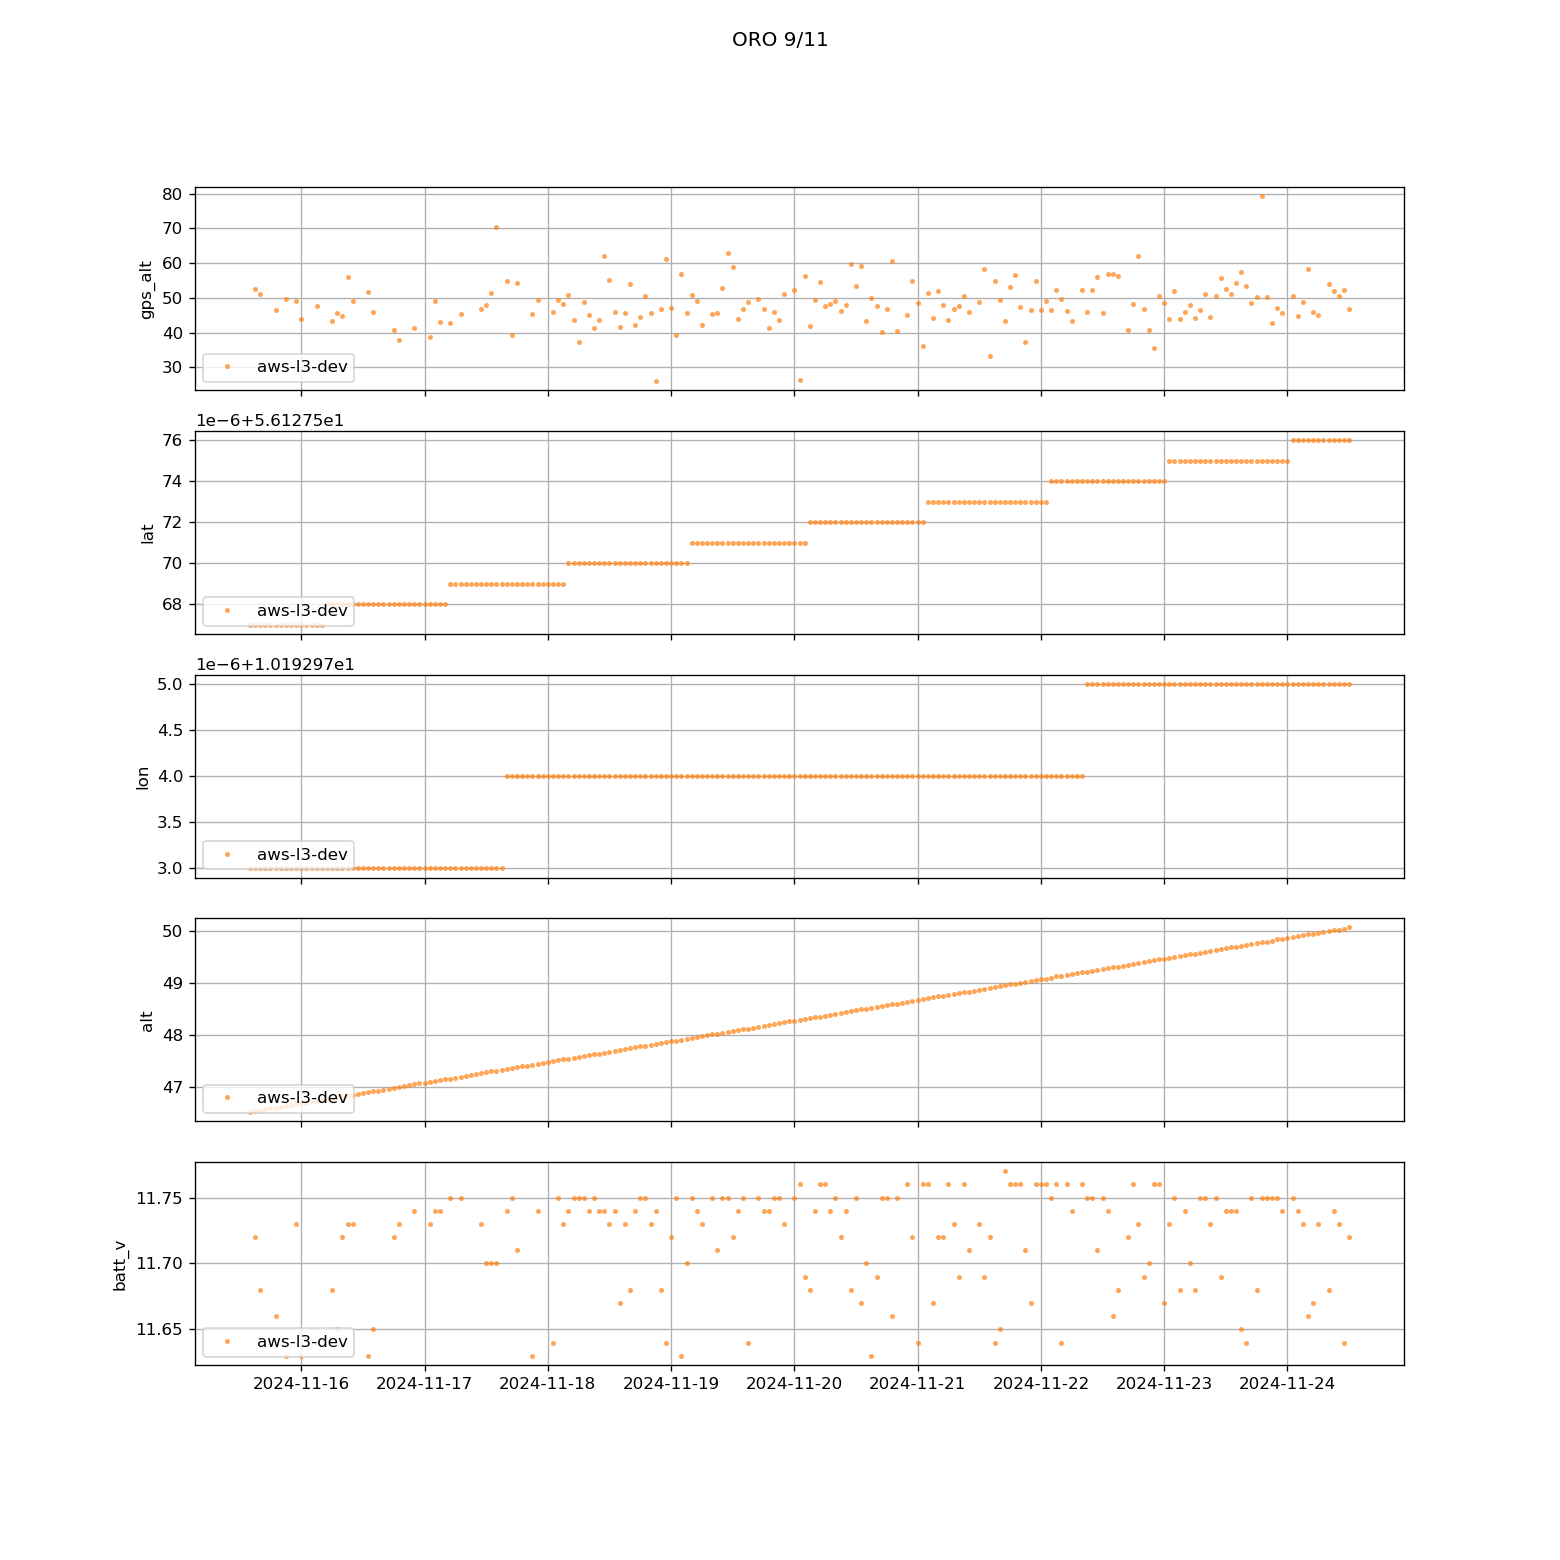 ORO 9/11
80
70
60
50
40
30
gps_alt
aws-l3-dev
1e−6+5.61275e1
76
74
72
70
68
lat
aws-l3-dev
1e−6+1.019297e1
5.0
4.5
4.0
3.5
3.0
lon
aws-l3-dev
50
49
48
47
alt
aws-l3-dev
11.75
11.70
11.65
batt_v
aws-l3-dev
2024-11-16 2024-11-17 2024-11-18 2024-11-19 2024-11-20 2024-11-21 2024-11-22 2024-11-23 2024-11-24